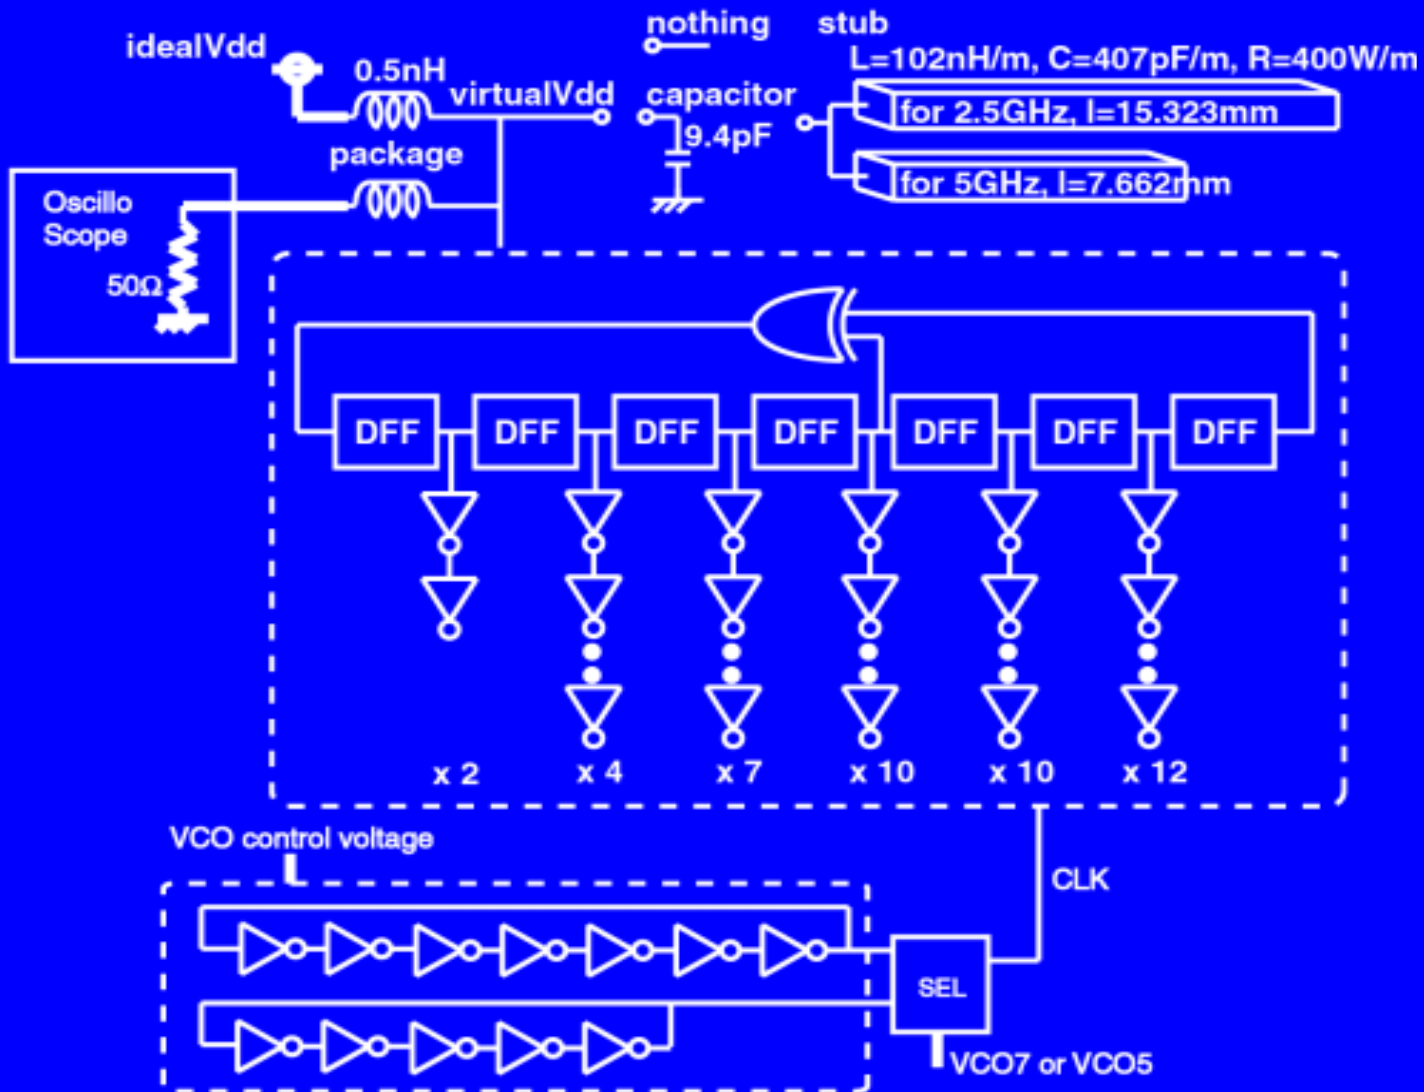 nothing
stub
idealVdd
L=102nH/m, C=407pF/m, R=400W/m
0.5nH
virtualVdd
capacitor
for 2.5GHz, l=15.323mm
9.4pF
package
for 5GHz, l=7.662mm
Oscillo
Scope
50Ω
DFF DFF DFF DFF DFF DFF DFF
x 2 x 4 x 7 x 10 x 10 x 12
VCO control voltage
CLK
SEL
VCO7 or VCO5